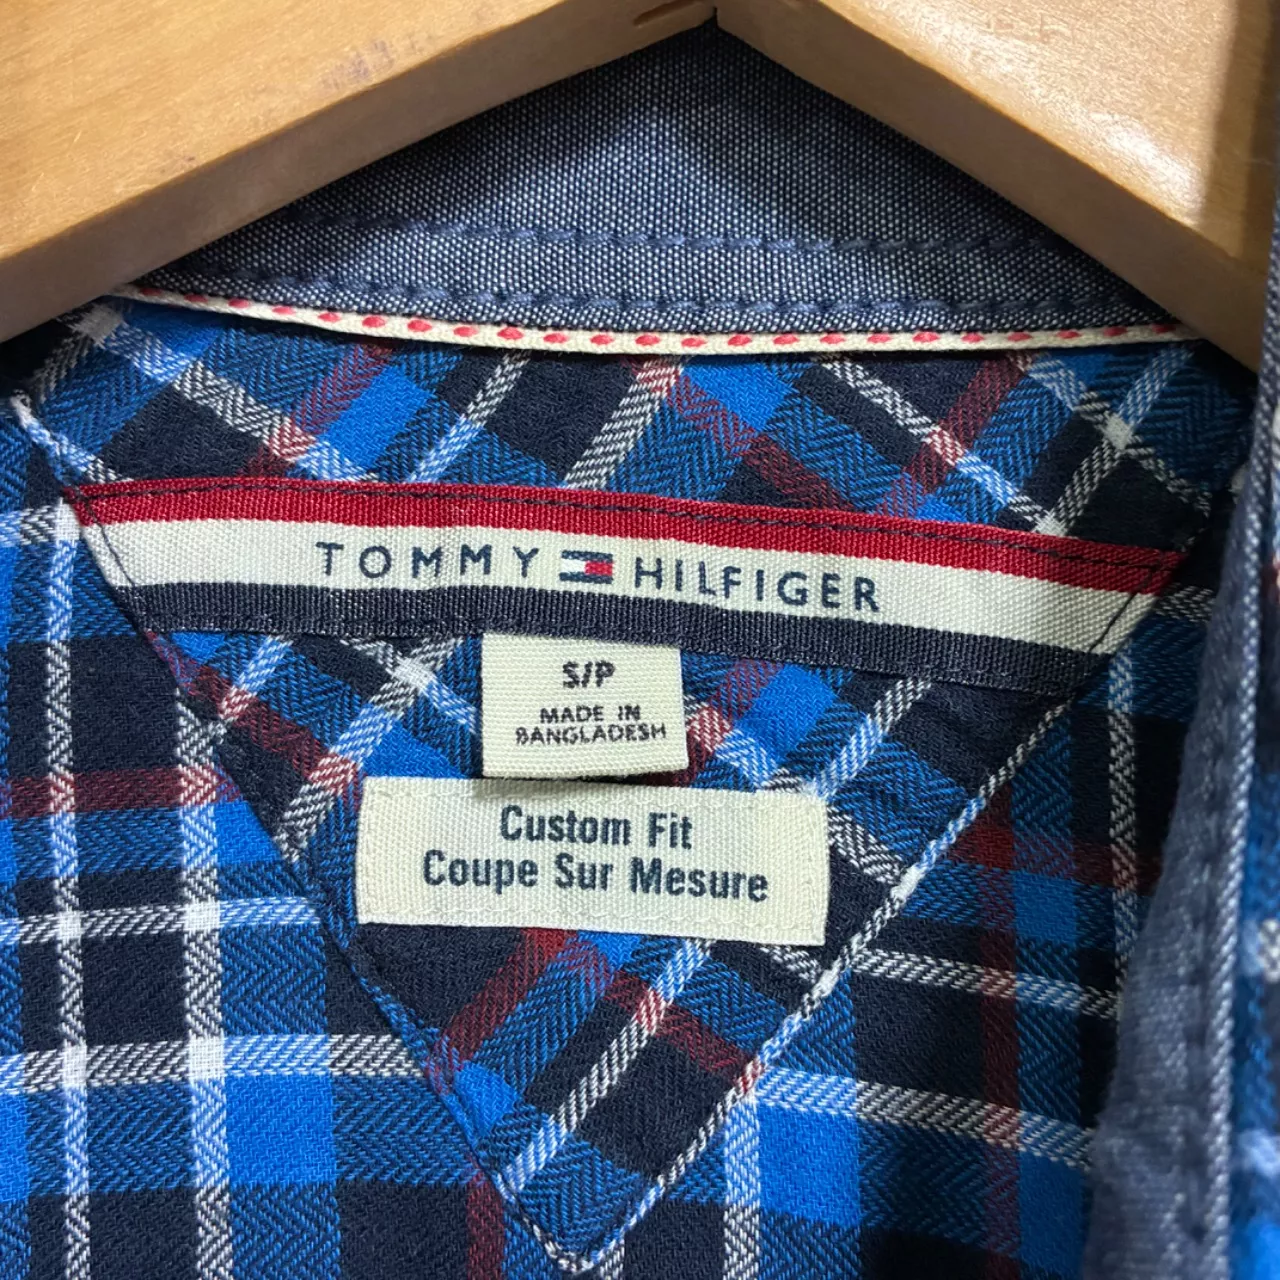 TOMMY HILFIGER
S/P
MADE IN
BANGLADESH
Custom Fit
Coupe Sur Mesure